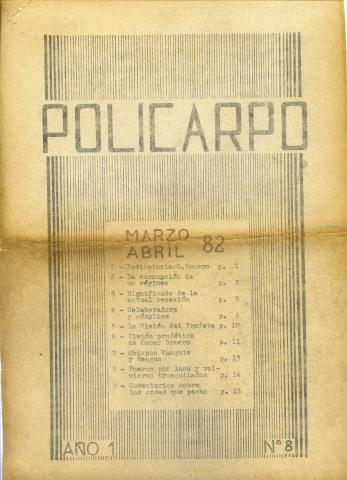 POLICARPO
MARZO
ABRIL 82
1 - Dedicatoria:O.Romero p. 1
2 - La corrupción de
un régimen p. 2
3 - Significado de la
actual recesión p. 5
4 - Colaboradora
y cómplice p. 8
5 - La Misión del Profeta p. 10
6 - Visión profética
de Oscar Romero p. 11
7 - Obispos Yanquis
y Reagan p. 13
8 - Fueron por lana y vol-
vieron trasquilados p. 14
9 - Comentarios sobre
las cosas que pasan p. 15
AÑO 1 Nº 8